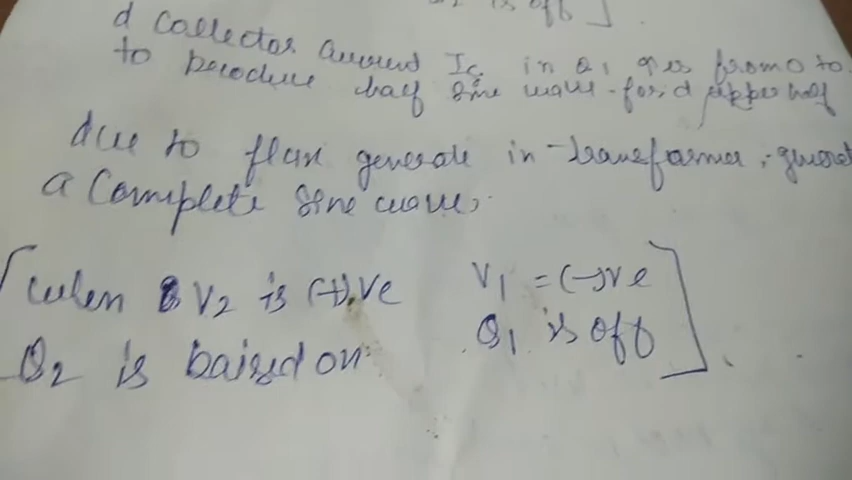 is off ].
d Collector current Ic in Q1 goes from 0 to
to produce half sine wave for d upper half
due to flux generate in transformer,
a Complete sine wave.
[ when V2 is (+)ve V1 = (-)ve
Q2 is baised on Q1 is off ].